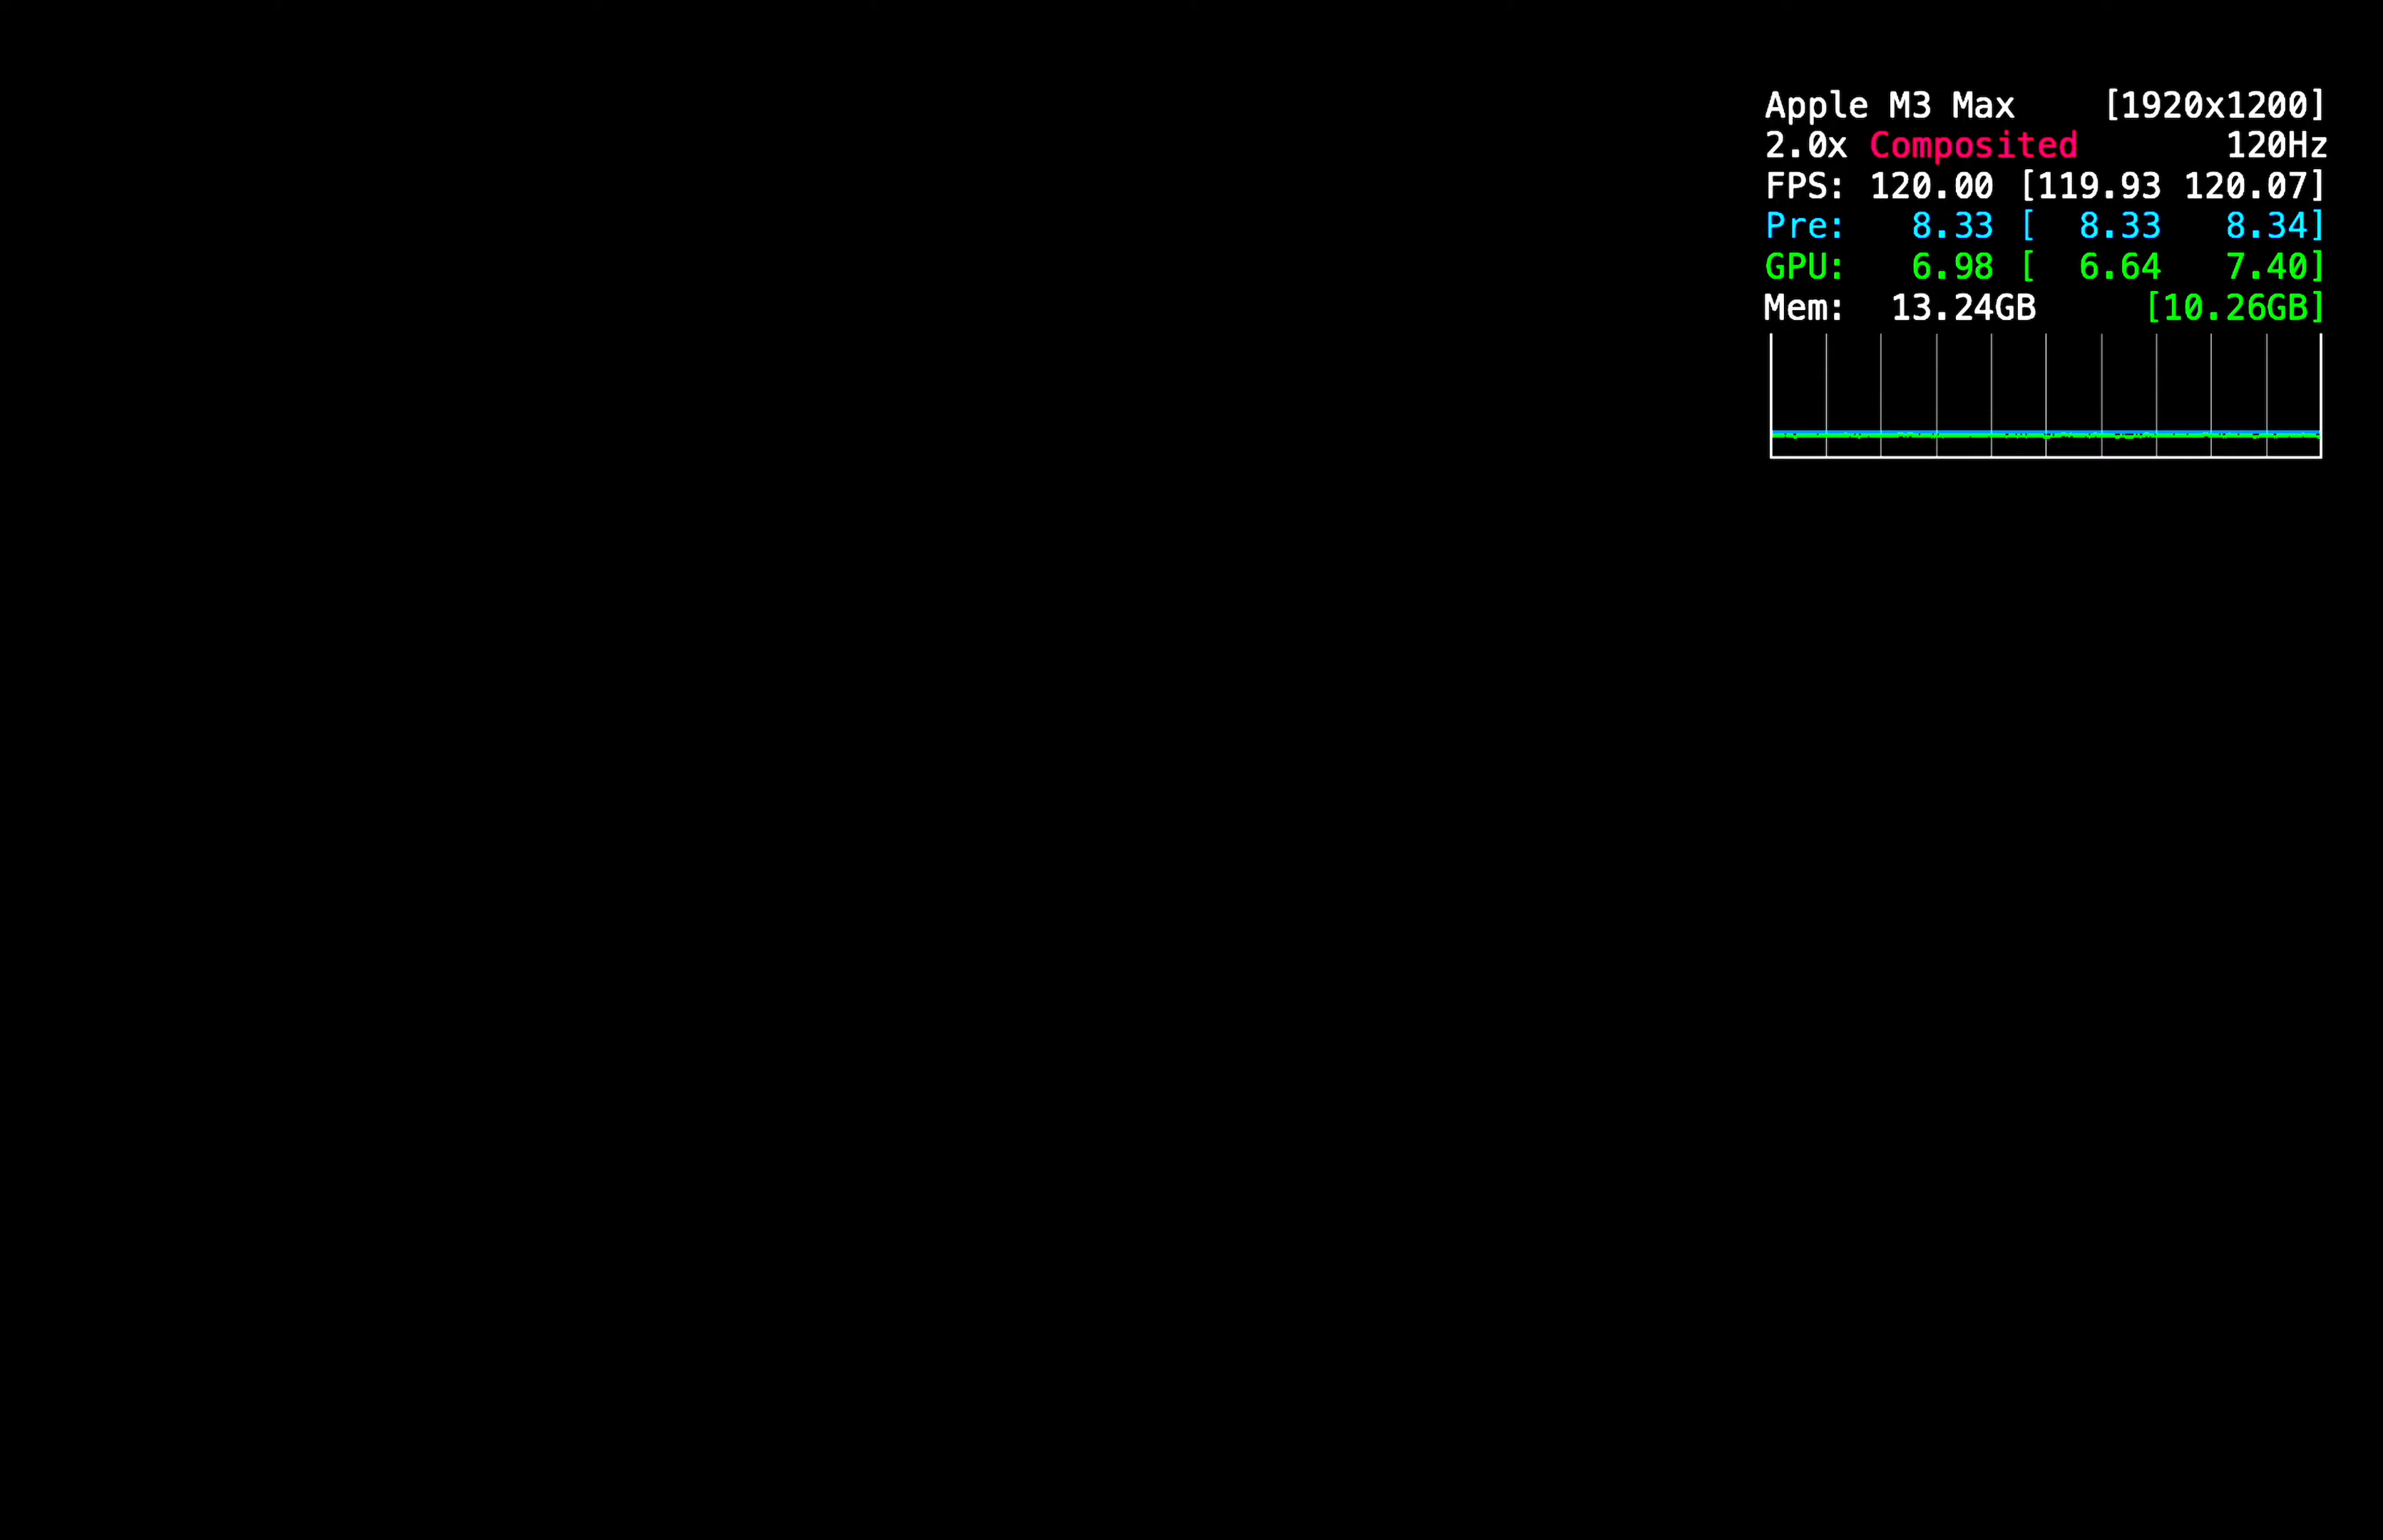 Apple M3 Max [1920x1200]
2.0x Composited 120Hz
FPS: 120.00 [119.93 120.07]
Pre: 8.33 [ 8.33 8.34]
GPU: 6.98 [ 6.64 7.40]
Mem: 13.24GB [10.26GB]